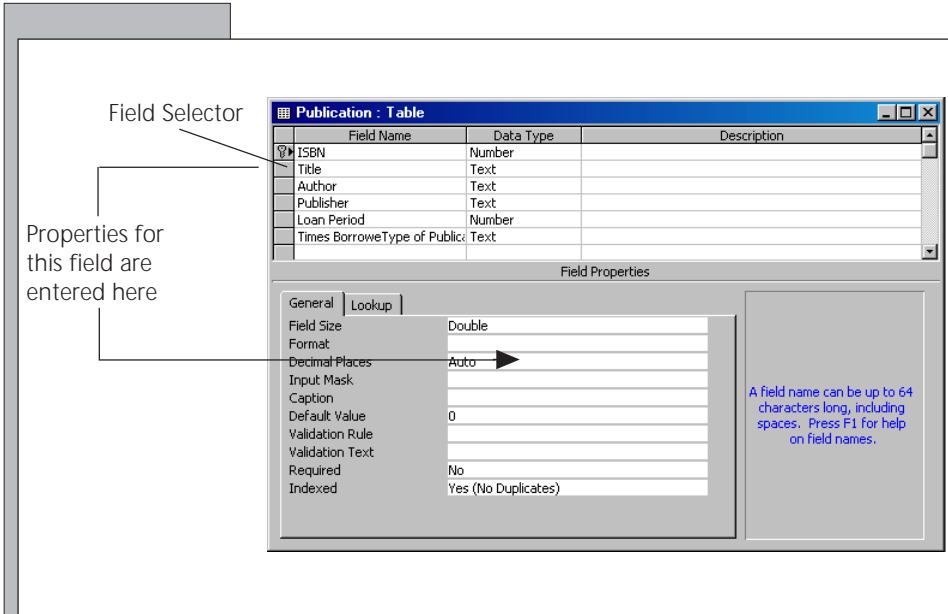 Field Selector
Publication : Table
Field Name Data Type Description
ISBN Number
Title Text
Author Text
Publisher Text
Loan Period Number
Times BorroweType of Public Text
Properties for
this field are
entered here
Field Properties
General Lookup
Field Size Double
Format
Decimal Places Auto
Input Mask
Caption
Default Value 0
Validation Rule
Validation Text
Required No
Indexed Yes (No Duplicates)
A field name can be up to 64
characters long, including
spaces. Press F1 for help
on field names.